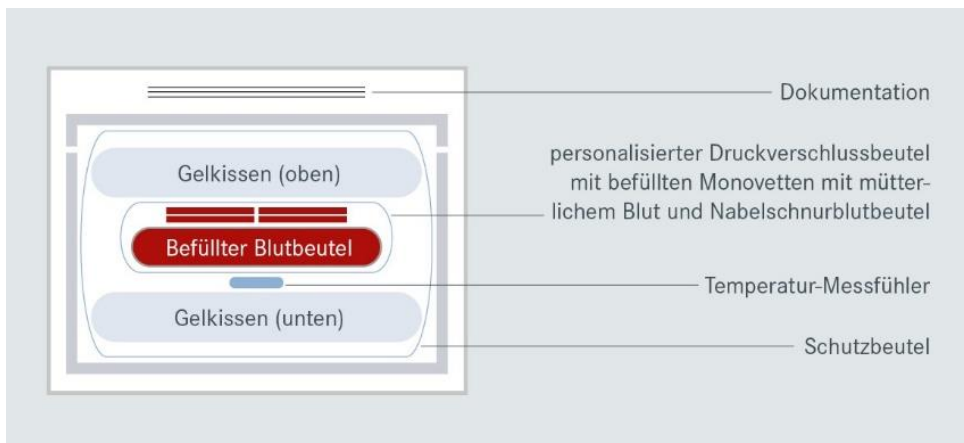 Dokumentation
personalisierter Druckverschlussbeutel
mit befüllten Monovetten mit mütter-
lichem Blut und Nabelschnurblutbeutel
Gelkissen (oben)
Befüllter Blutbeutel
Temperatur-Messfühler
Gelkissen (unten)
Schutzbeutel